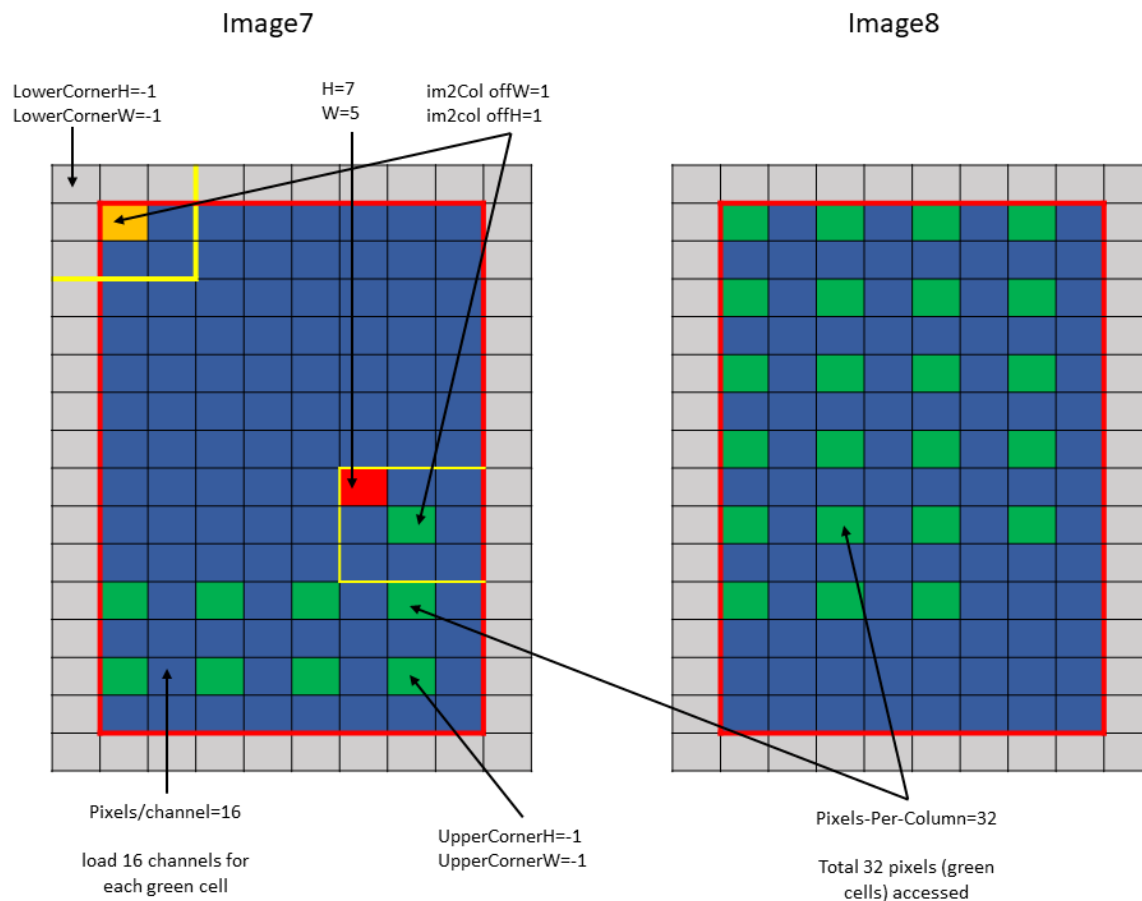 Image7
Image8
LowerCornerH=-1
LowerCornerW=-1
H=7
W=5
im2Col offW=1
im2col offH=1
Pixels/channel=16
load 16 channels for
each green cell
UpperCornerH=-1
UpperCornerW=-1
Pixels-Per-Column=32
Total 32 pixels (green
cells) accessed